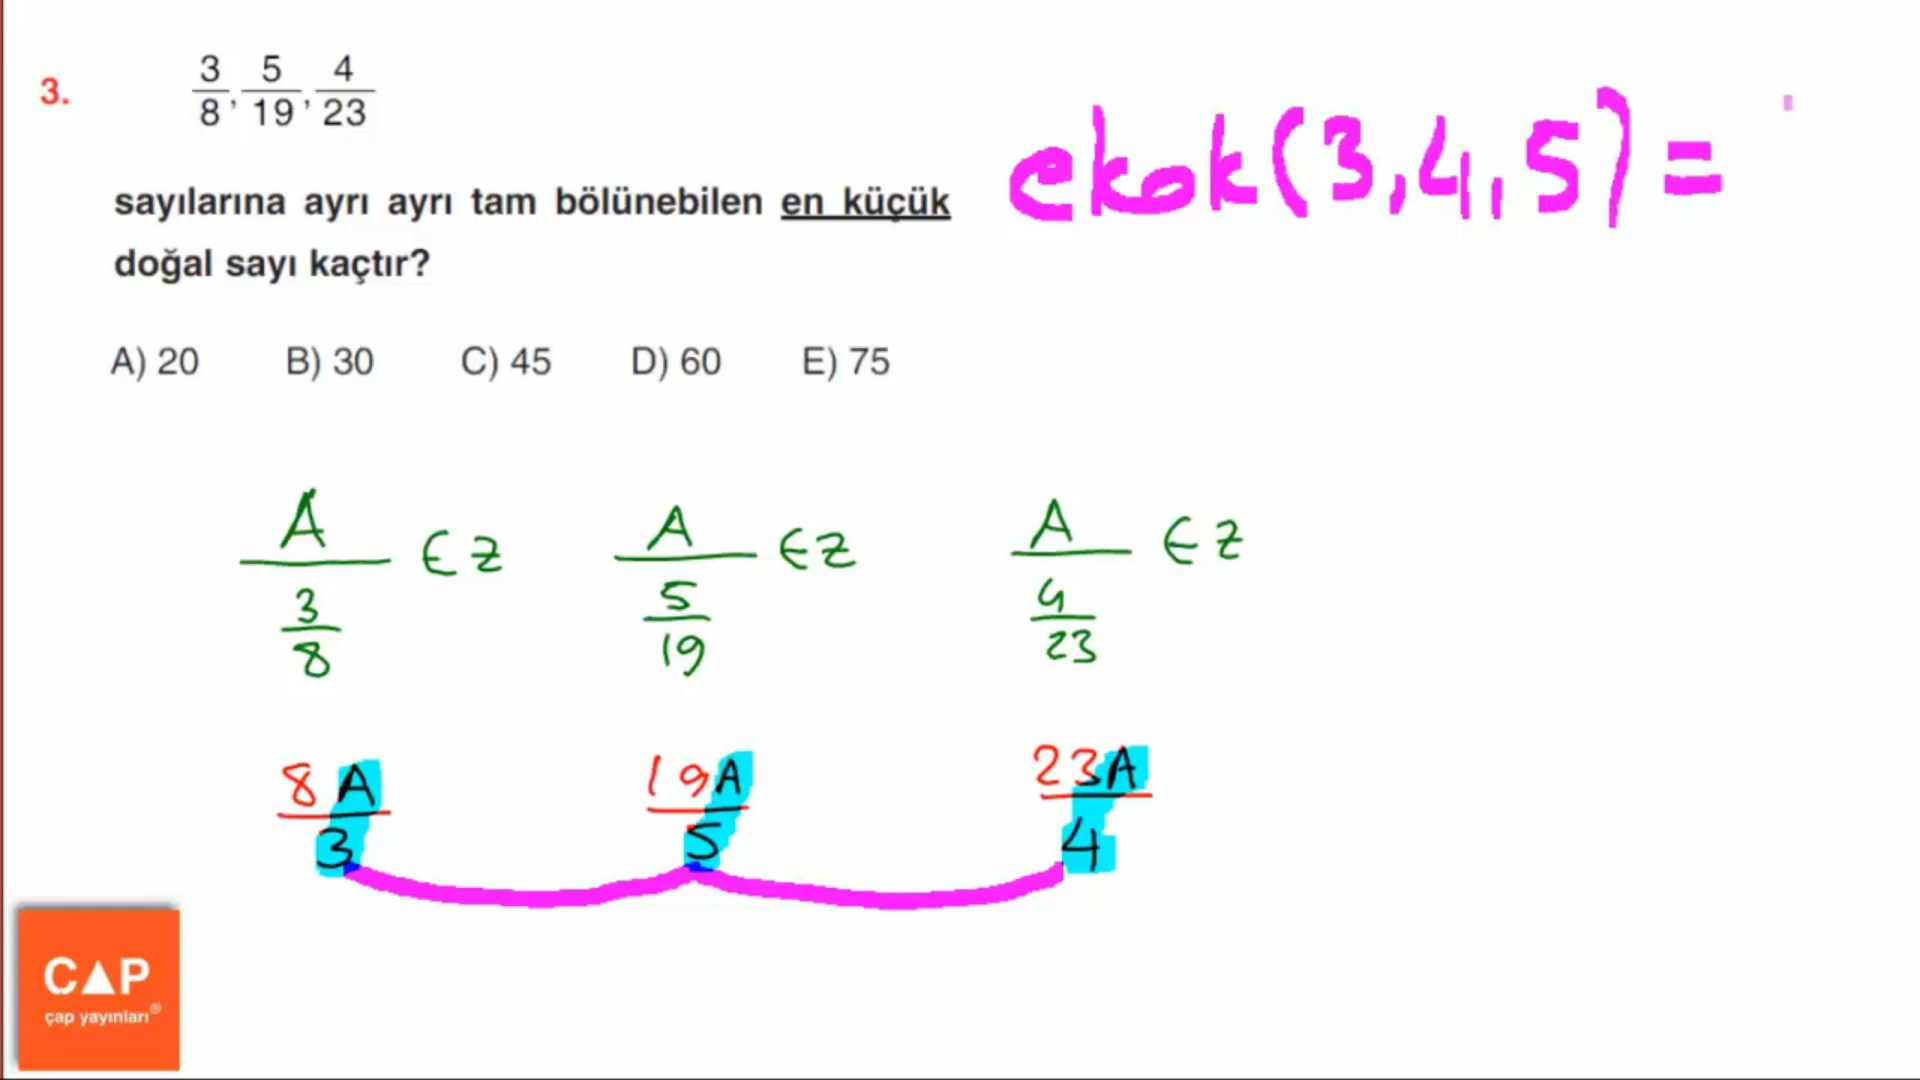 3. 3/8, 5/19, 4/23
sayılarına ayrı ayrı tam bölünebilen en küçük
doğal sayı kaçtır?
A) 20 B) 30 C) 45 D) 60 E) 75
ekok(3,4,5)=
A/(3/8) ∈ Z A/(5/19) ∈ Z A/(4/23) ∈ Z
8A/3 19A/5 23A/4
CAP
çap yayınları®